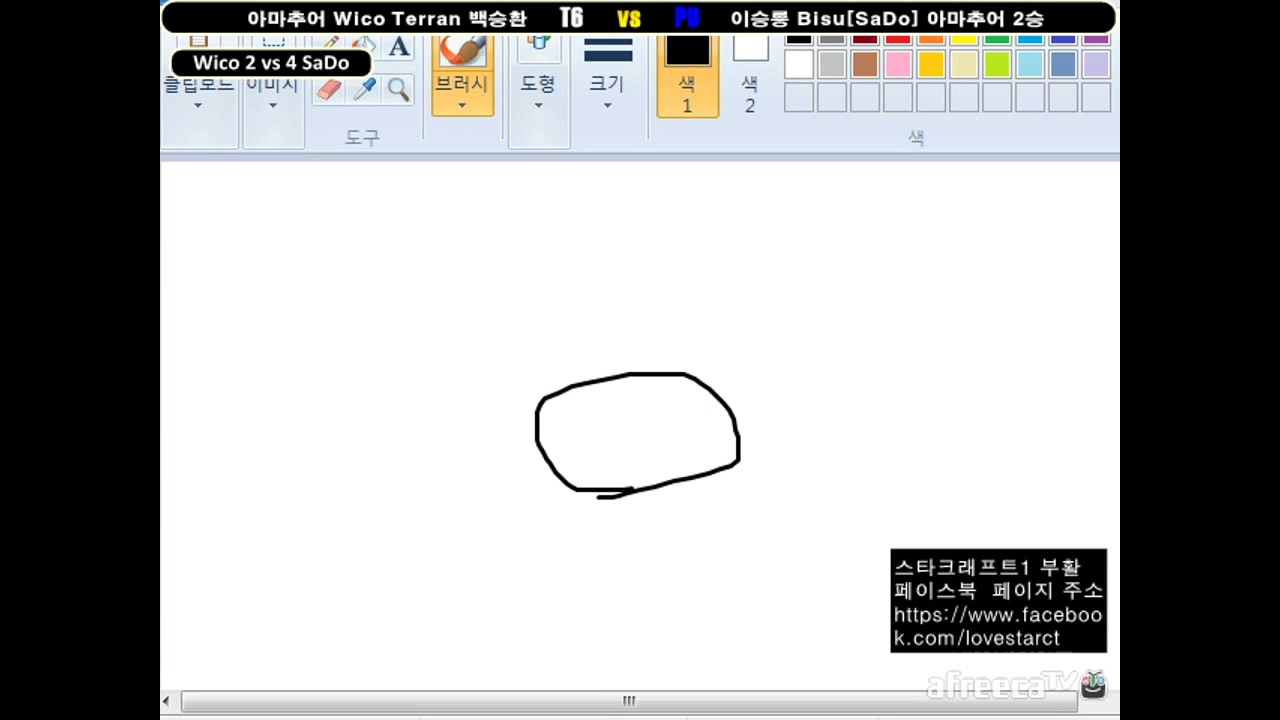 아마추어 Wico Terran 백승환 T6 vs P9 이승룡 Bisu[SaDo] 아마추어 2승
Wico 2 vs 4 SaDo
클립보드 이미지 A 브러시 도형 크기 색 1 색 2
도구 색
스타크래프트1 부활
페이스북 페이지 주소
https://www.faceboo
k.com/lovestarct
afreecaTV